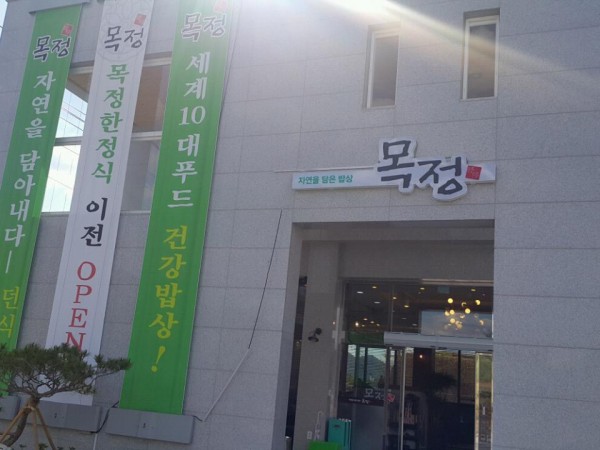 목정
자연을 담아내다
목정
목정한정식 이전 OPEN
목정
세계10대푸드 건강밥상!
자연을 담은 밥상
목정